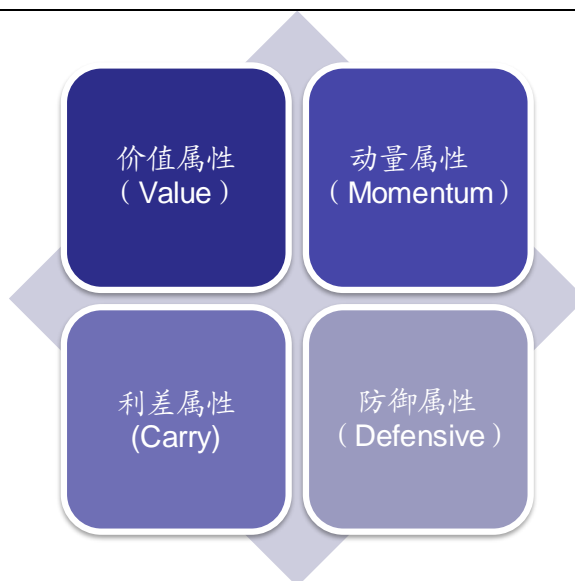 价值属性
（Value）
动量属性
（Momentum）
利差属性
(Carry)
防御属性
（Defensive）